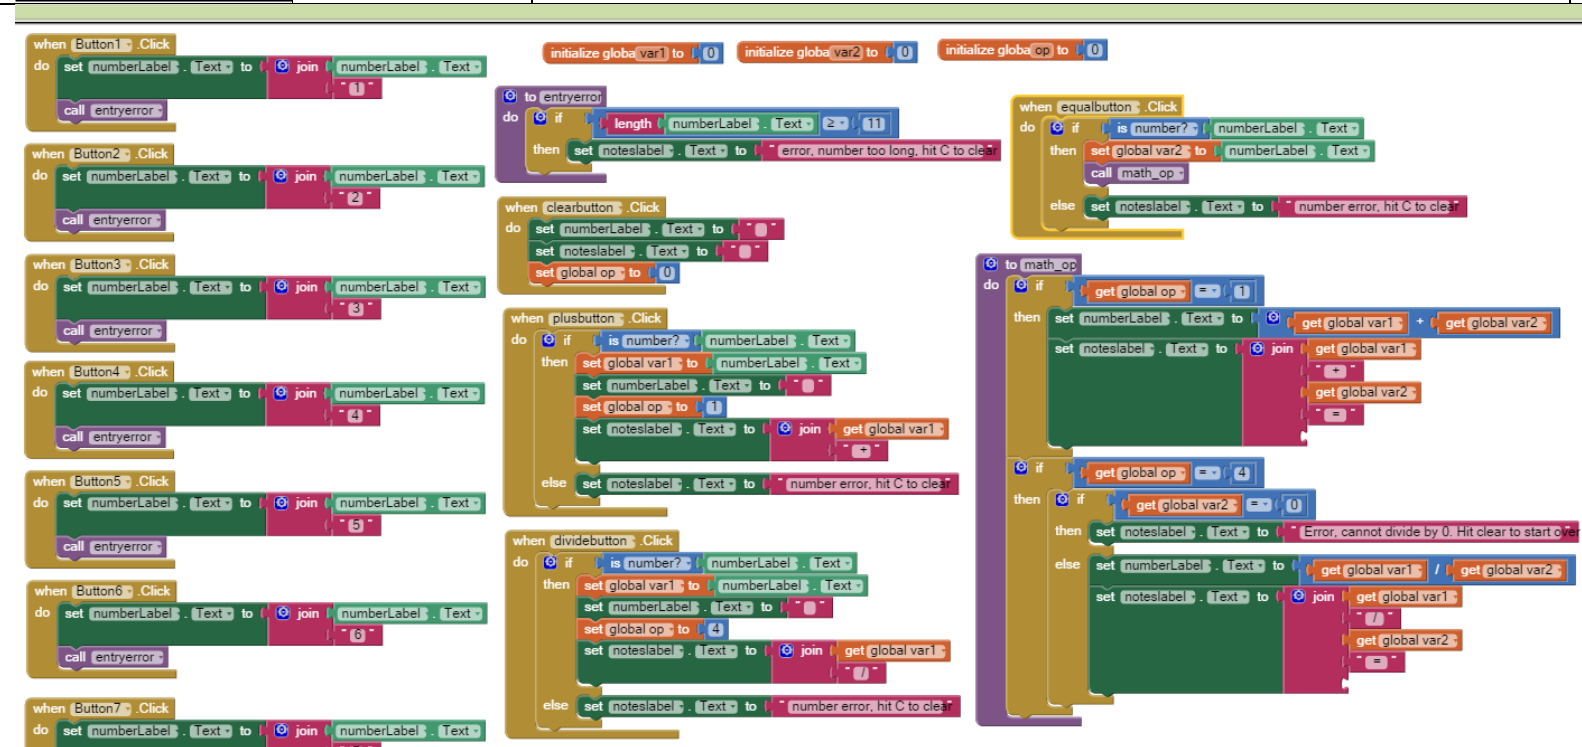 when Button1 .Click
do set numberLabel . Text to join numberLabel . Text
" 1 "
call entryerror
when Button2 .Click
do set numberLabel . Text to join numberLabel . Text
" 2 "
call entryerror
when Button3 .Click
do set numberLabel . Text to join numberLabel . Text
" 3 "
call entryerror
when Button4 .Click
do set numberLabel . Text to join numberLabel . Text
" 4 "
call entryerror
when Button5 .Click
do set numberLabel . Text to join numberLabel . Text
" 5 "
call entryerror
when Button6 .Click
do set numberLabel . Text to join numberLabel . Text
" 6 "
call entryerror
when Button7 .Click
do set numberLabel . Text to join numberLabel . Text
initialize globa var1 to 0
initialize globa var2 to 0
initialize globa op to 0
to entryerror
do if length numberLabel . Text ≥ 11
then set noteslabel . Text to " error, number too long, hit C to clear
when clearbutton .Click
do set numberLabel . Text to " "
set noteslabel . Text to " "
set global op to 0
when plusbutton .Click
do if is number? numberLabel . Text
then set global var1 to numberLabel . Text
set numberLabel . Text to " "
set global op to 1
set noteslabel . Text to join get global var1
" + "
else set noteslabel . Text to " number error, hit C to clear
when dividebutton .Click
do if is number? numberLabel . Text
then set global var1 to numberLabel . Text
set numberLabel . Text to " "
set global op to 4
set noteslabel . Text to join get global var1
" / "
else set noteslabel . Text to " number error, hit C to clear
when equalbutton .Click
do if is number? numberLabel . Text
then set global var2 to numberLabel . Text
call math_op
else set noteslabel . Text to " number error, hit C to clear
to math_op
do if get global op = 1
then set numberLabel . Text to get global var1 + get global var2
set noteslabel . Text to join get global var1
" + "
get global var2
" = "
if get global op = 4
then if get global var2 = 0
then set noteslabel . Text to " Error, cannot divide by 0. Hit clear to start over
else set numberLabel . Text to get global var1 / get global var2
set noteslabel . Text to join get global var1
" / "
get global var2
" = "